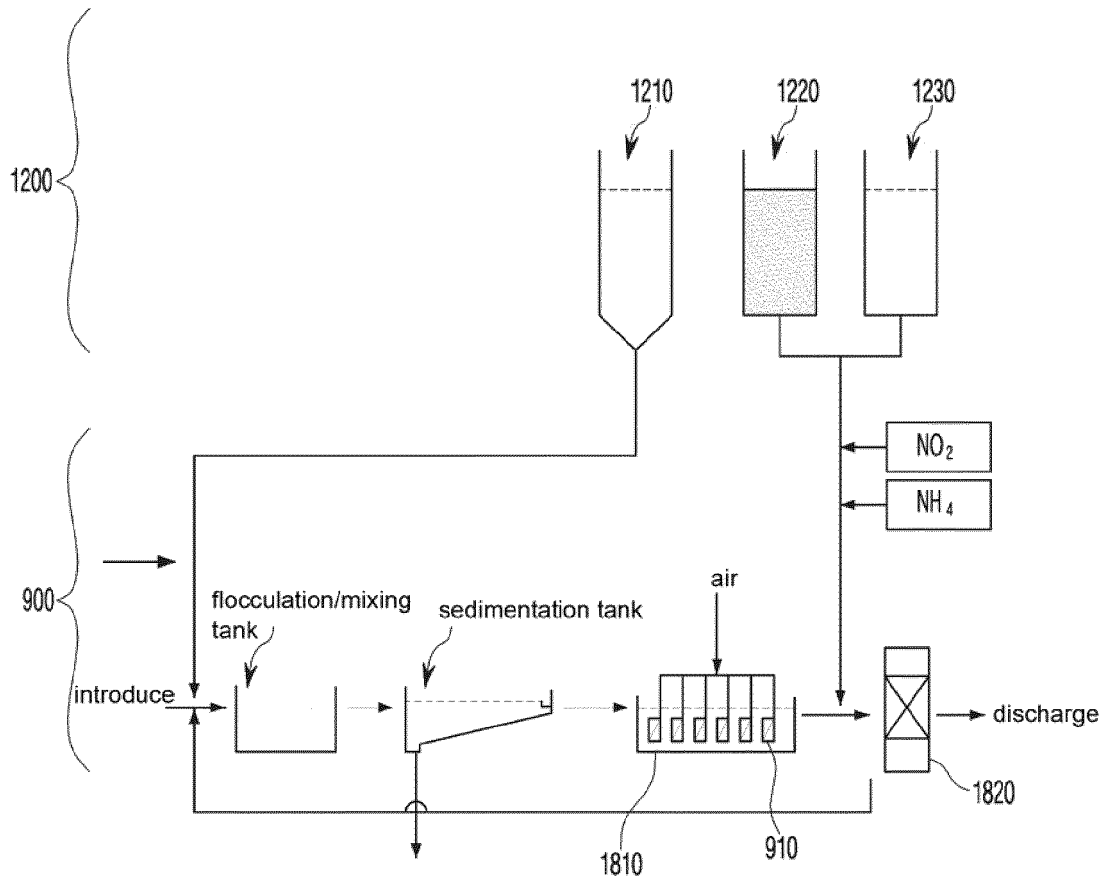 1210
1220
1230
1200
NO₂
NH₄
air
900
flocculation/mixing
tank
sedimentation tank
introduce
discharge
1820
910
1810